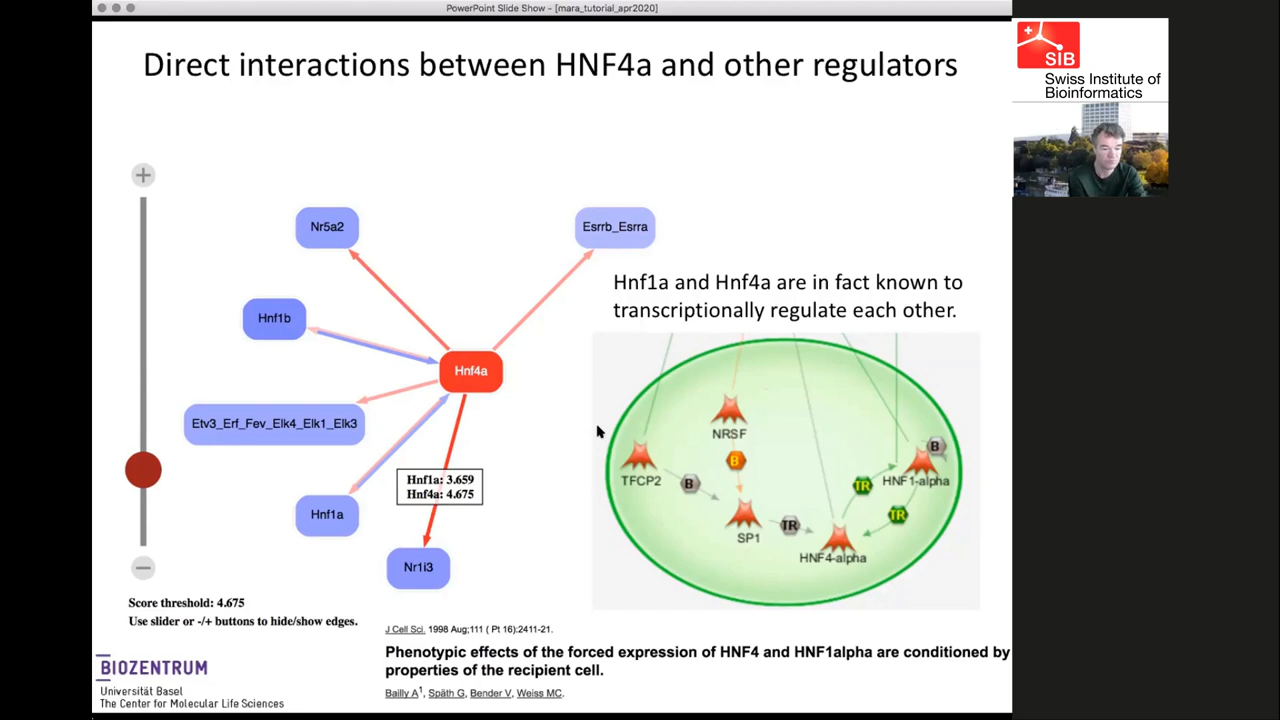 PowerPoint Slide Show - [mara_tutorial_apr2020]
Direct interactions between HNF4a and other regulators
SIB
Swiss Institute of
Bioinformatics
+
Nr5a2
Esrrb_Esrra
Hnf1a and Hnf4a are in fact known to
transcriptionally regulate each other.
Hnf1b
Hnf4a
Etv3_Erf_Fev_Elk4_Elk1_Elk3
Hnf1a: 3.659
Hnf4a: 4.675
Hnf1a
Nr1i3
−
NRSF
B
TFCP2
B
SP1
TR
HNF4-alpha
TR
TR
B
HNF1-alpha
Score threshold: 4.675
Use slider or -/+ buttons to hide/show edges.
J Cell Sci. 1998 Aug;111 ( Pt 16):2411-21.
Phenotypic effects of the forced expression of HNF4 and HNF1alpha are conditioned by
properties of the recipient cell.
Bailly A1, Späth G, Bender V, Weiss MC.
BIOZENTRUM
Universität Basel
The Center for Molecular Life Sciences